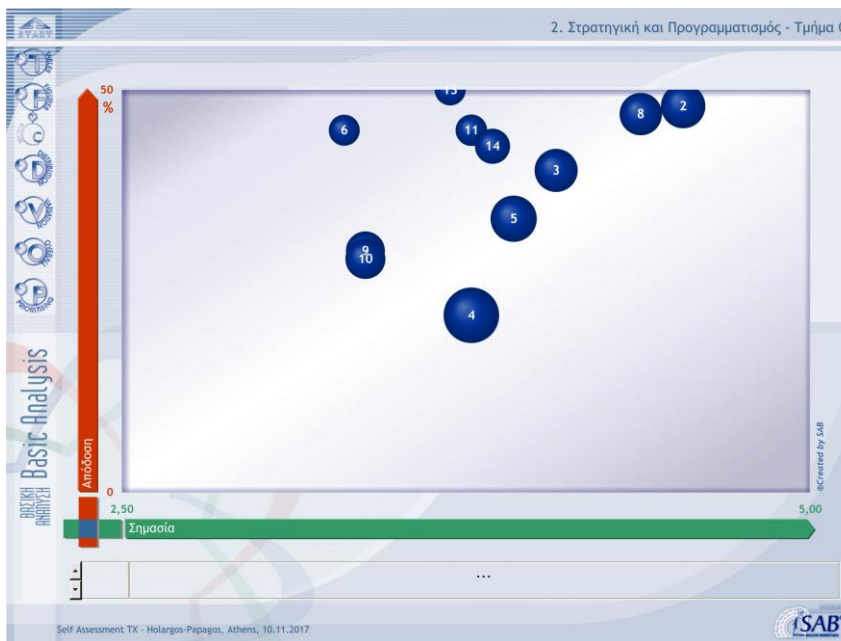 START
2. Στρατηγική και Προγραμματισμός - Τμήμα
50
%
13
2
8
6
11
14
3
5
9
10
4
PRIORITISING
Basic Analysis
ΒΑΣΙΚΗ
ΑΝΑΛΥΣΗ
Απόδοση
0
©Created by SAB
2,50
5,00
Σημασία
...
Self Assessment TX - Holargos-Papagos, Athens, 10.11.2017
SAB